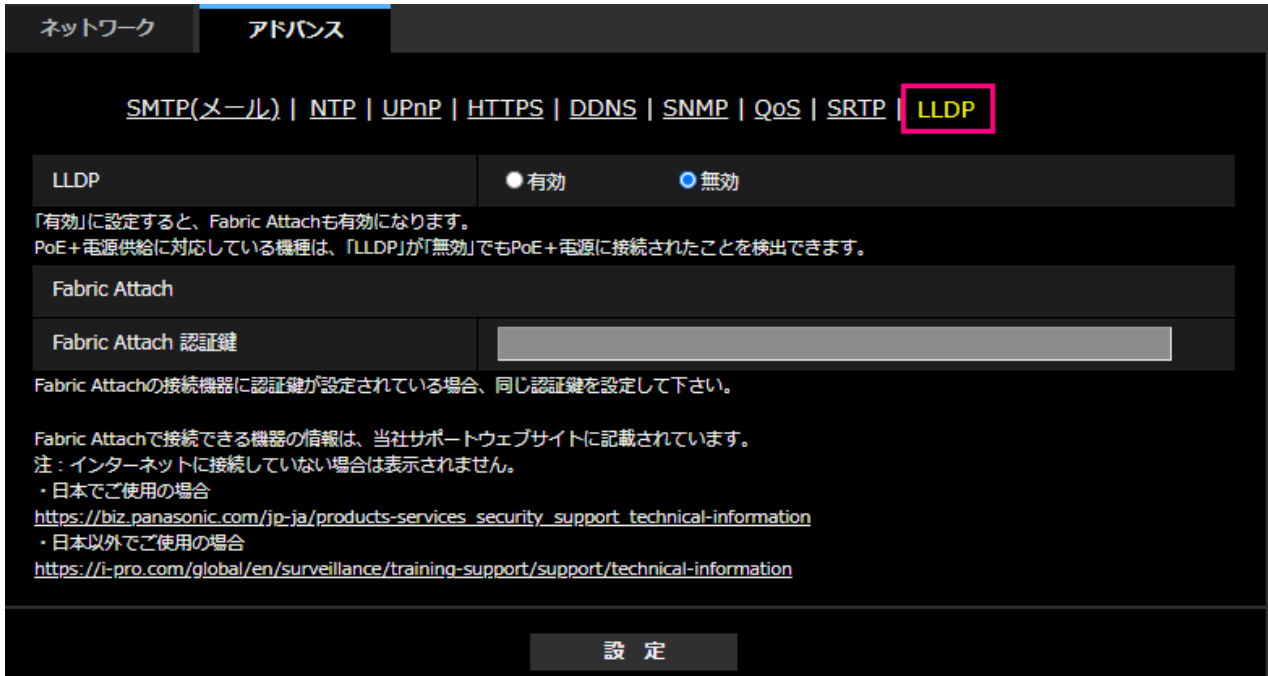 ネットワーク アドバンス
SMTP(メール) | NTP | UPnP | HTTPS | DDNS | SNMP | QoS | SRTP | LLDP
LLDP 有効 無効
「有効」に設定すると、Fabric Attachも有効になります。
PoE+電源供給に対応している機種は、「LLDP」が「無効」でもPoE+電源に接続されたことを検出できます。
Fabric Attach
Fabric Attach 認証鍵
Fabric Attachの接続機器に認証鍵が設定されている場合、同じ認証鍵を設定して下さい。
Fabric Attachで接続できる機器の情報は、当社サポートウェブサイトに記載されています。
注：インターネットに接続していない場合は表示されません。
・日本でご使用の場合
https://biz.panasonic.com/jp-ja/products-services_security_support_technical-information
・日本以外でご使用の場合
https://i-pro.com/global/en/surveillance/training-support/support/technical-information
設 定